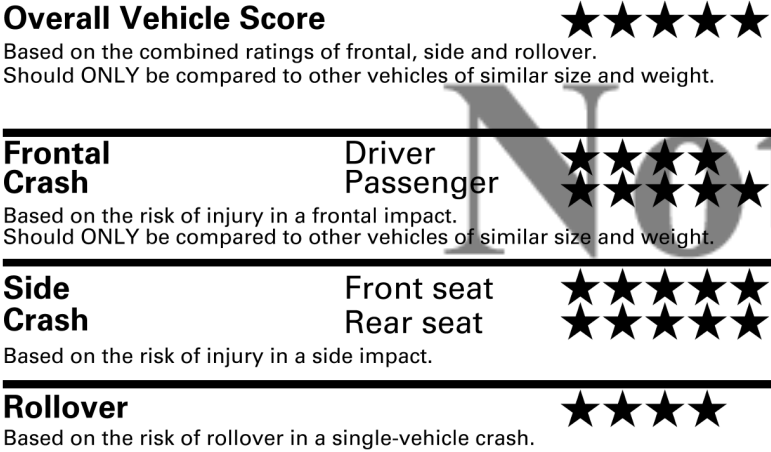 Overall Vehicle Score ★★★★★
Based on the combined ratings of frontal, side and rollover.
Should ONLY be compared to other vehicles of similar size and weight.
Frontal Driver ★★★★
Crash Passenger ★★★★★
Based on the risk of injury in a frontal impact.
Should ONLY be compared to other vehicles of similar size and weight.
Side Front seat ★★★★★
Crash Rear seat ★★★★★
Based on the risk of injury in a side impact.
Rollover ★★★★
Based on the risk of rollover in a single-vehicle crash.